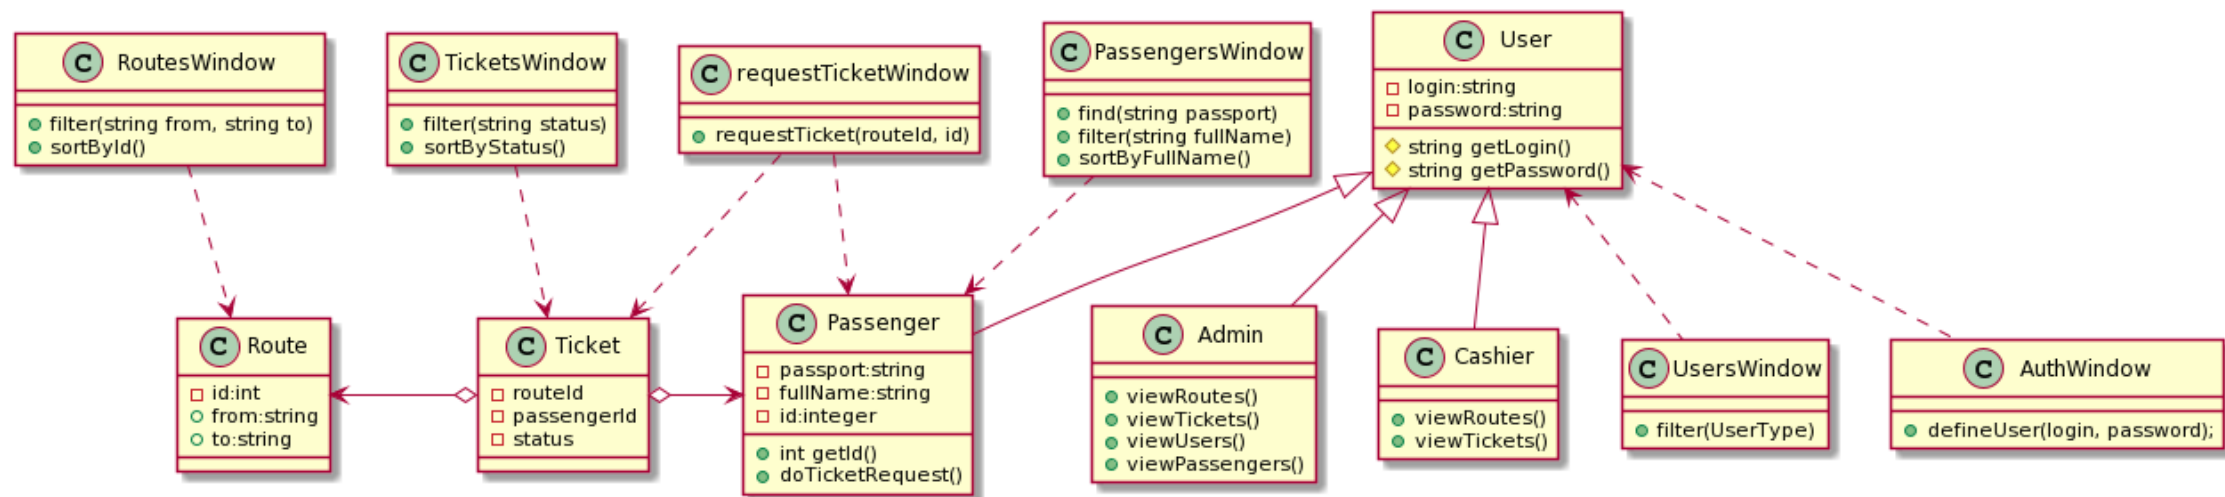 C RoutesWindow
filter(string from, string to)
sortById()
C TicketsWindow
filter(string status)
sortByStatus()
C requestTicketWindow
requestTicket(routeId, id)
C PassengersWindow
find(string passport)
filter(string fullName)
sortByFullName()
C User
login:string
password:string
string getLogin()
string getPassword()
C Route
id:int
from:string
to:string
C Ticket
routeId
passengerId
status
C Passenger
passport:string
fullName:string
id:integer
int getId()
doTicketRequest()
C Admin
viewRoutes()
viewTickets()
viewUsers()
viewPassengers()
C Cashier
viewRoutes()
viewTickets()
C UsersWindow
filter(UserType)
C AuthWindow
defineUser(login, password);